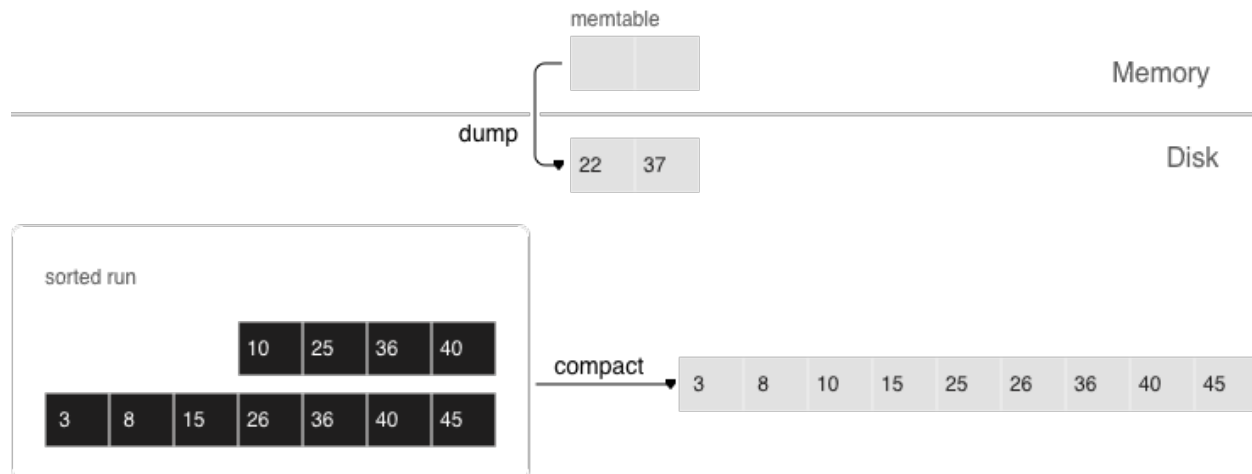 memtable
Memory
dump
22 37
Disk
sorted run
10 25 36 40
3 8 15 26 36 40 45
compact
3 8 10 15 25 26 36 40 45